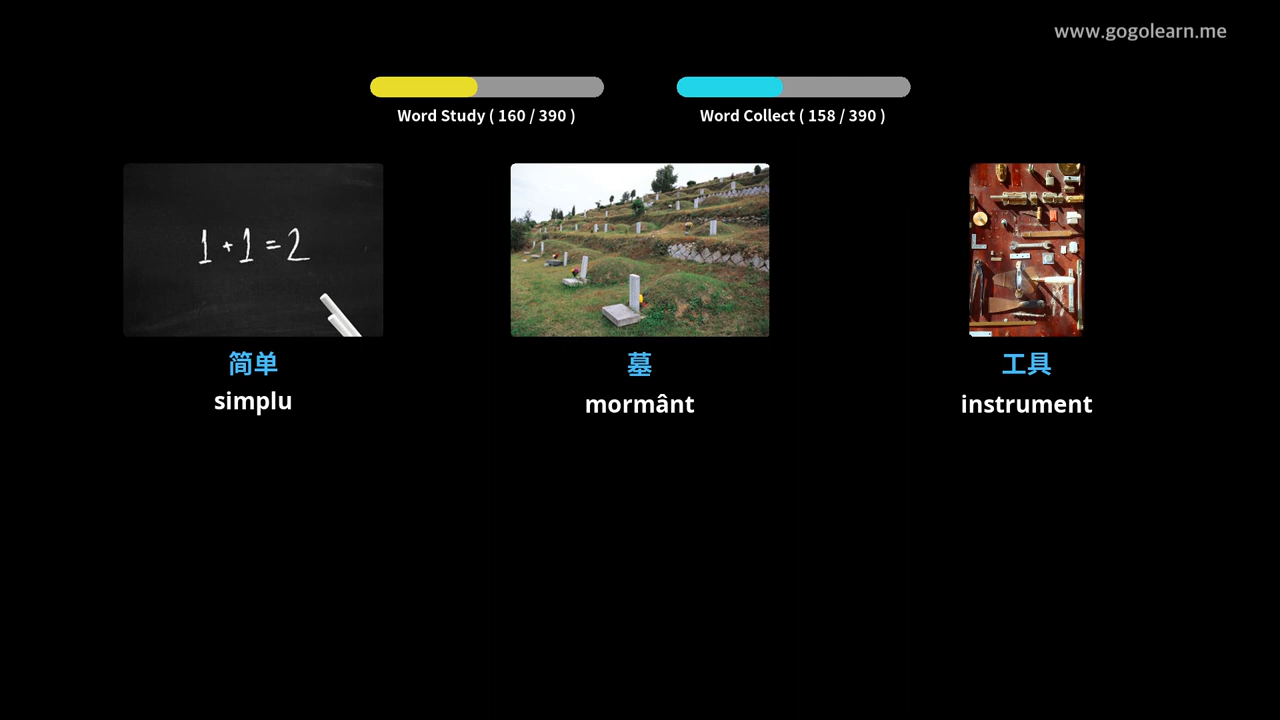 www.gogolearn.me
Word Study ( 160 / 390 )
Word Collect ( 158 / 390 )
1 + 1 = 2
简单
simplu
墓
mormânt
工具
instrument